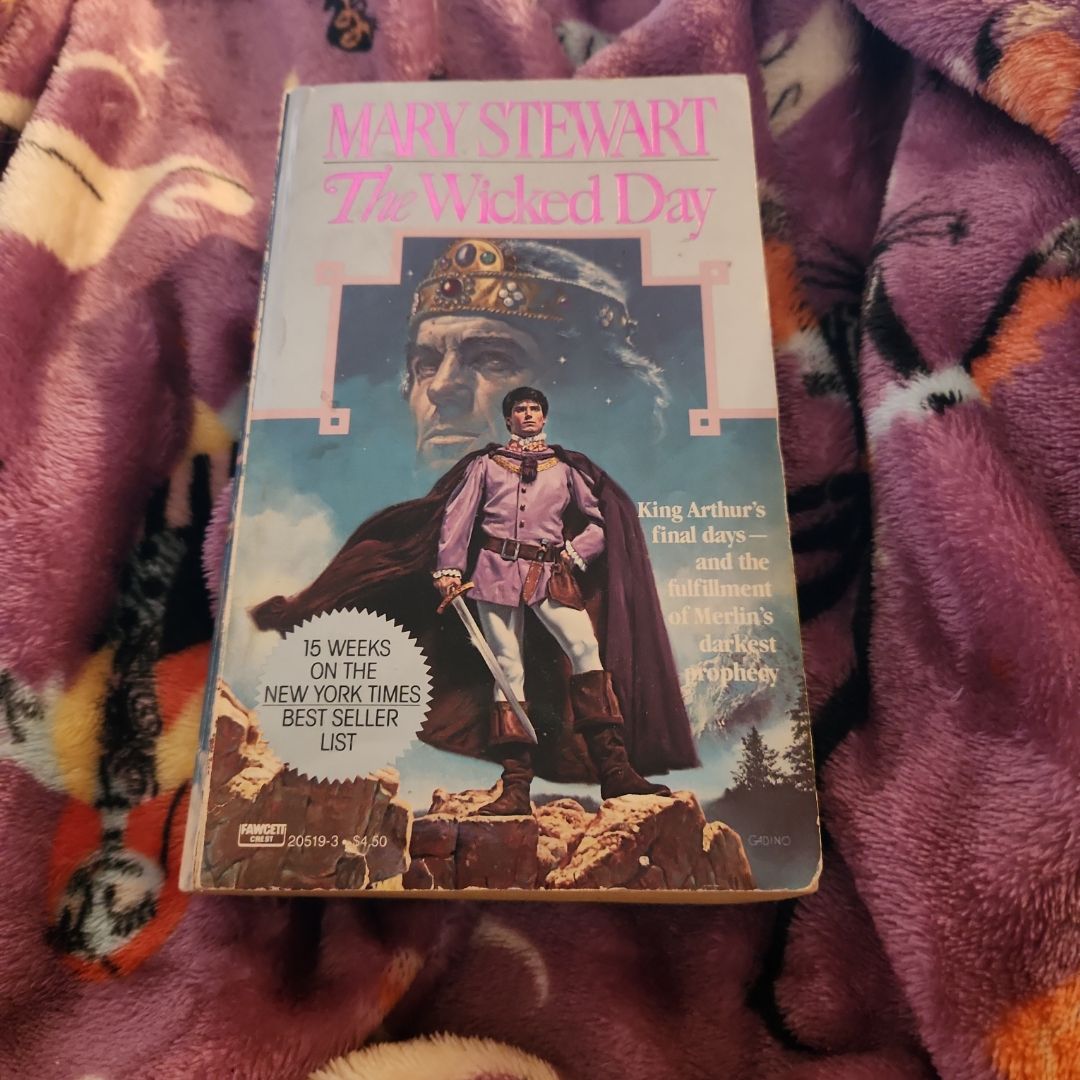 MARY STEWART
The Wicked Day
King Arthur's
final days—
and the
fulfillment
of Merlin's
darkest
prophecy
15 WEEKS
ON THE
NEW YORK TIMES
BEST SELLER
LIST
FAWCETT
CREST
20519-3 • $4.50
GADINO